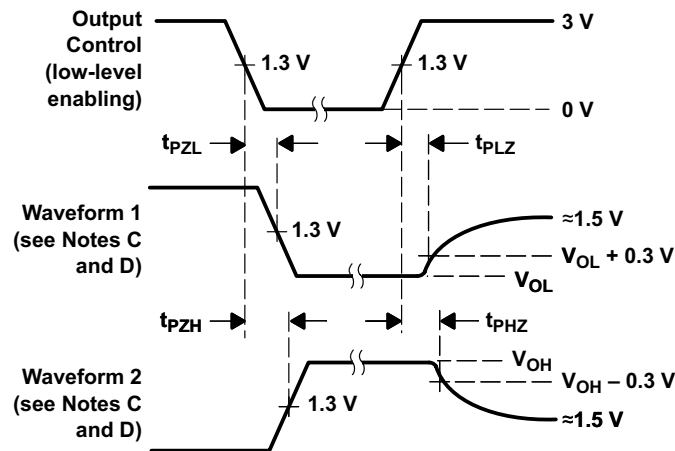 Output
Control
(low-level
enabling)
3 V
1.3 V
1.3 V
0 V
tPZL
tPLZ
Waveform 1
(see Notes C
and D)
1.3 V
≈1.5 V
VOL + 0.3 V
VOL
tPZH
tPHZ
Waveform 2
(see Notes C
and D)
1.3 V
VOH
VOH – 0.3 V
≈1.5 V